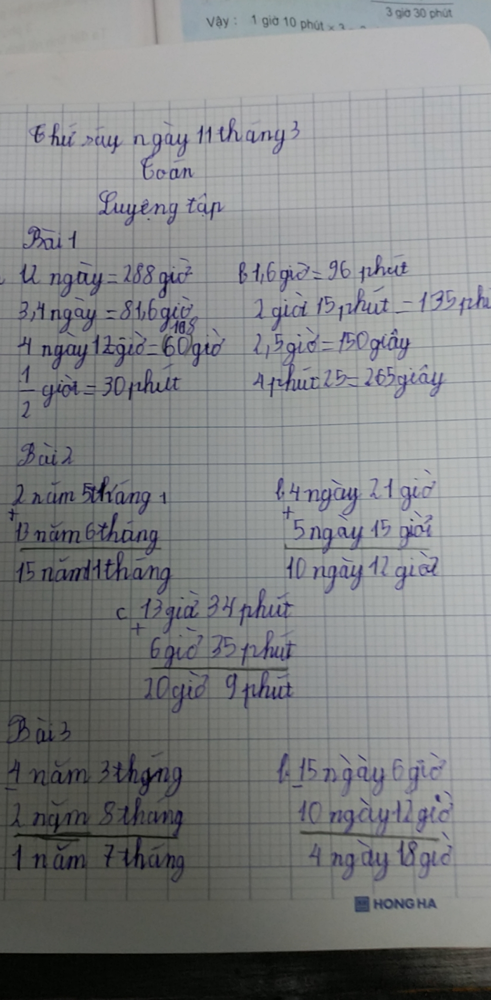 3 giờ 30 phút
Vậy : 1 giờ 10 phút × 3
Thứ sáy ngày 11 tháng 3
Toán
Luyệng tập
Bài 1
12 ngày = 288 giờ b 1,6 giờ = 96 phút
3,4 ngày = 81,6 giờ 2 giờ 15 phút = 135 phú
108
4 ngày 12 giờ = 60 giờ 2,5 giờ = 150 giây
1/2 giờ = 30 phút 4 phút 25 = 265 giây
Bài 2
2 năm 5 tháng b. 4 ngày 21 giờ
+ +
13 năm 6 tháng 5 ngày 15 giờ
15 năm 11 tháng 10 ngày 12 giờ
c 13 giờ 34 phút
+
6 giờ 35 phút
20 giờ 9 phút
Bài 3
4 năm 3 tháng b. 15 ngày 6 giờ
- -
2 năm 8 tháng 10 ngày 12 giờ
1 năm 7 tháng 4 ngày 18 giờ
HONG HA